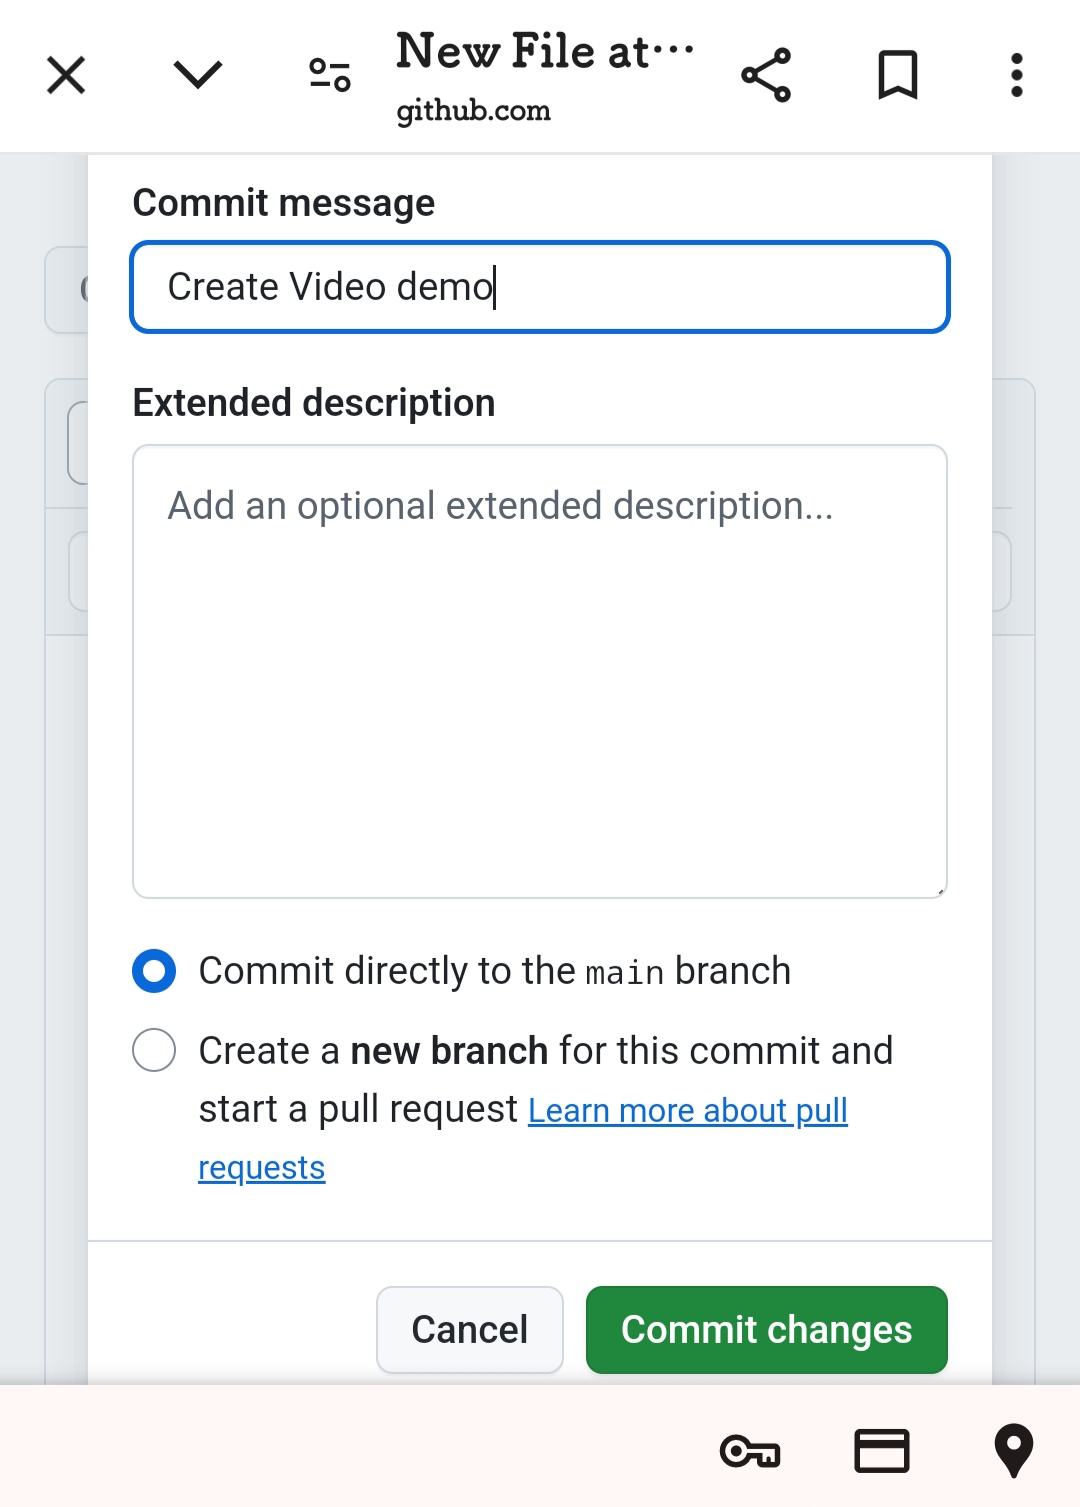 New File at...
github.com
Commit message
Create Video demo
Extended description
Add an optional extended description...
Commit directly to the main branch
Create a new branch for this commit and
start a pull request Learn more about pull
requests
Cancel
Commit changes